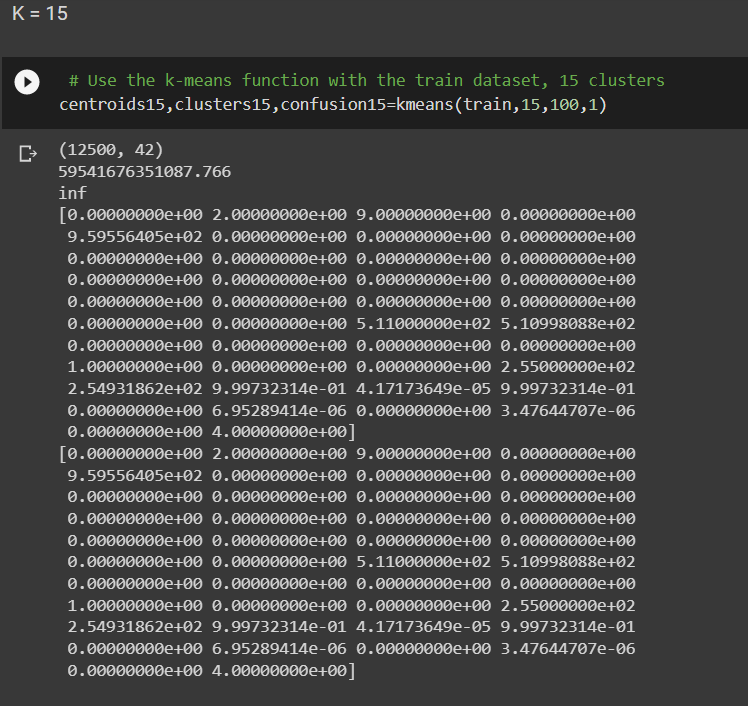 K = 15
# Use the k-means function with the train dataset, 15 clusters
centroids15,clusters15,confusion15=kmeans(train,15,100,1)
(12500, 42)
59541676351087.766
inf
[0.00000000e+00 2.00000000e+00 9.00000000e+00 0.00000000e+00
9.59556405e+02 0.00000000e+00 0.00000000e+00 0.00000000e+00
0.00000000e+00 0.00000000e+00 0.00000000e+00 0.00000000e+00
0.00000000e+00 0.00000000e+00 0.00000000e+00 0.00000000e+00
0.00000000e+00 0.00000000e+00 0.00000000e+00 0.00000000e+00
0.00000000e+00 0.00000000e+00 5.11000000e+02 5.10998088e+02
0.00000000e+00 0.00000000e+00 0.00000000e+00 0.00000000e+00
1.00000000e+00 0.00000000e+00 0.00000000e+00 2.55000000e+02
2.54931862e+02 9.99732314e-01 4.17173649e-05 9.99732314e-01
0.00000000e+00 6.95289414e-06 0.00000000e+00 3.47644707e-06
0.00000000e+00 4.00000000e+00]
[0.00000000e+00 2.00000000e+00 9.00000000e+00 0.00000000e+00
9.59556405e+02 0.00000000e+00 0.00000000e+00 0.00000000e+00
0.00000000e+00 0.00000000e+00 0.00000000e+00 0.00000000e+00
0.00000000e+00 0.00000000e+00 0.00000000e+00 0.00000000e+00
0.00000000e+00 0.00000000e+00 0.00000000e+00 0.00000000e+00
0.00000000e+00 0.00000000e+00 5.11000000e+02 5.10998088e+02
0.00000000e+00 0.00000000e+00 0.00000000e+00 0.00000000e+00
1.00000000e+00 0.00000000e+00 0.00000000e+00 2.55000000e+02
2.54931862e+02 9.99732314e-01 4.17173649e-05 9.99732314e-01
0.00000000e+00 6.95289414e-06 0.00000000e+00 3.47644707e-06
0.00000000e+00 4.00000000e+00]